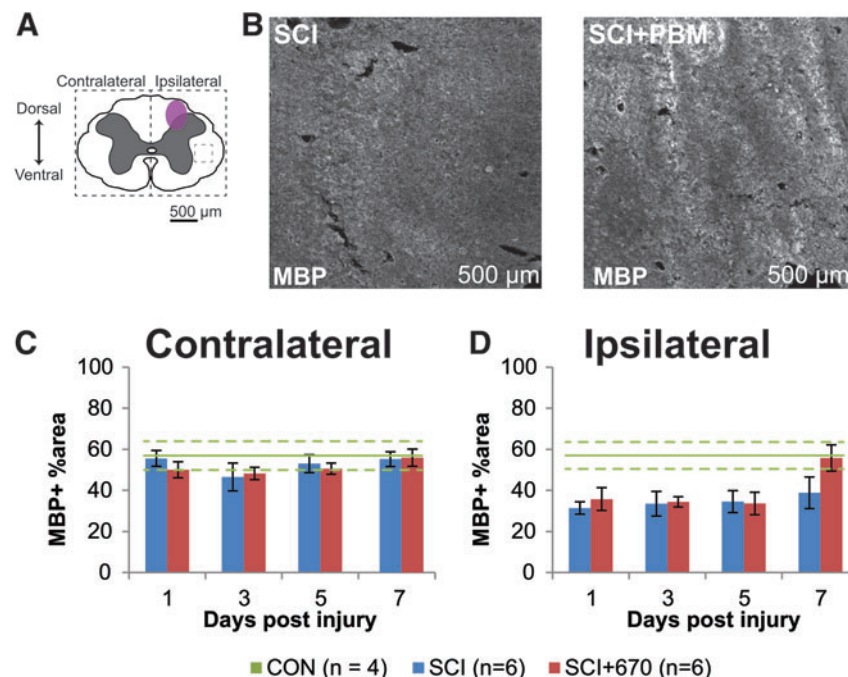 A
Contralateral Ipsilateral
Dorsal
Ventral
500 µm
B
SCI
MBP
500 µm
SCI+PBM
MBP
500 µm
C
Contralateral
MBP+ %area
100
80
60
40
20
0
1 3 5 7
Days post injury
D
Ipsilateral
MBP+ %area
100
80
60
40
20
0
1 3 5 7
Days post injury
CON (n = 4) SCI (n=6) SCI+670 (n=6)